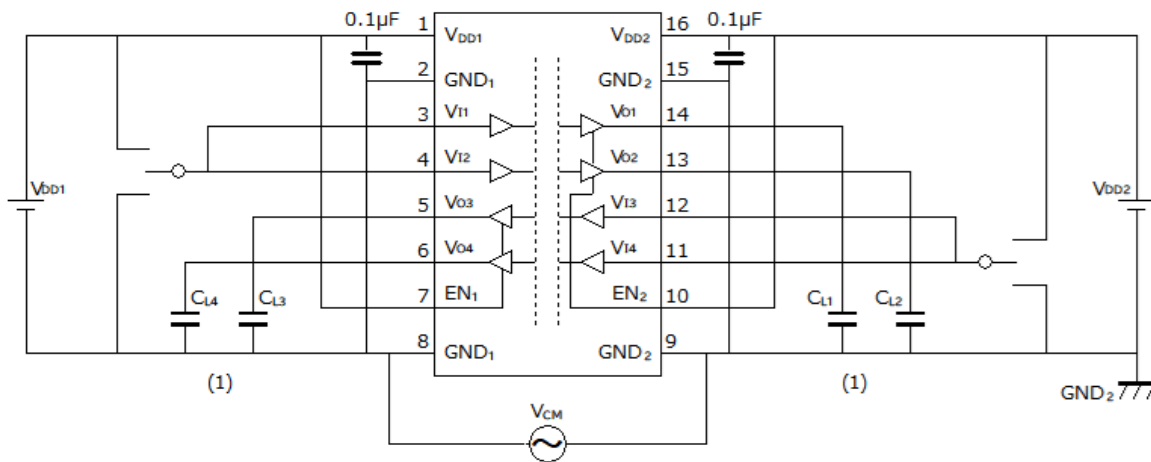 0.1μF 1 16 0.1μF
VDD1 VDD2
2 15
GND1 GND2
3 VI1 VO1 14
4 VI2 VO2 13
VDD1 VDD2
5 VO3 VI3 12
6 VO4 VI4 11
CL4 CL3 7 EN1 EN2 10 CL1 CL2
8 GND1 GND2 9
(1) (1)
GND2
VCM